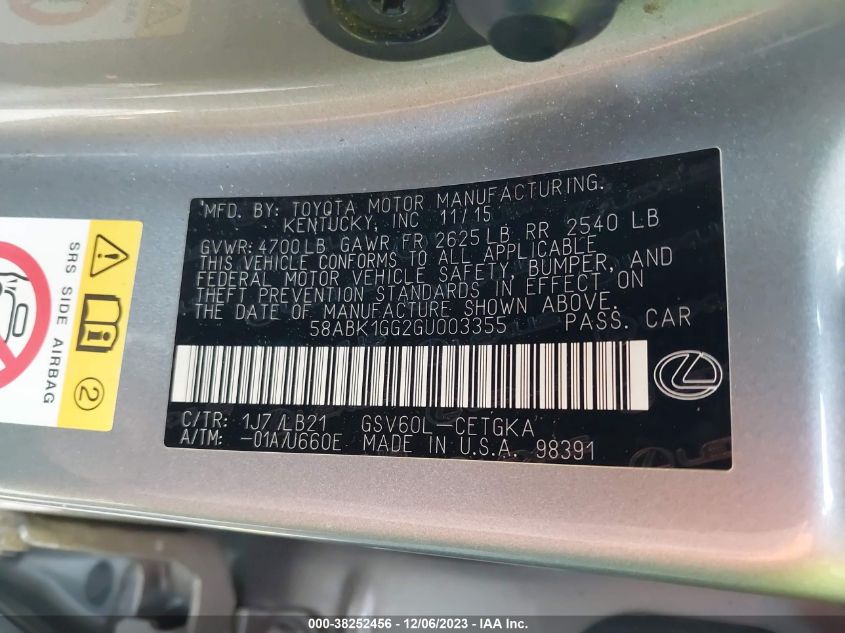 MFD. BY: TOYOTA MOTOR MANUFACTURING.
KENTUCKY, INC 11/15
GVWR: 4700 LB GAWR FR 2625 LB RR 2540 LB
THIS VEHICLE CONFORMS TO ALL APPLICABLE
FEDERAL MOTOR VEHICLE SAFETY, BUMPER, AND
THEFT PREVENTION STANDARDS IN EFFECT ON
THE DATE OF MANUFACTURE SHOWN ABOVE.
58ABK1GG2GU003355 PASS. CAR
C/TR: 1J7 /LB21 GSV60L-CETGKA
A/TM: -01A/U660E MADE IN U.S.A. 98391
SRS SIDE AIRBAG
2
000-38252456 - 12/06/2023 - IAA Inc.